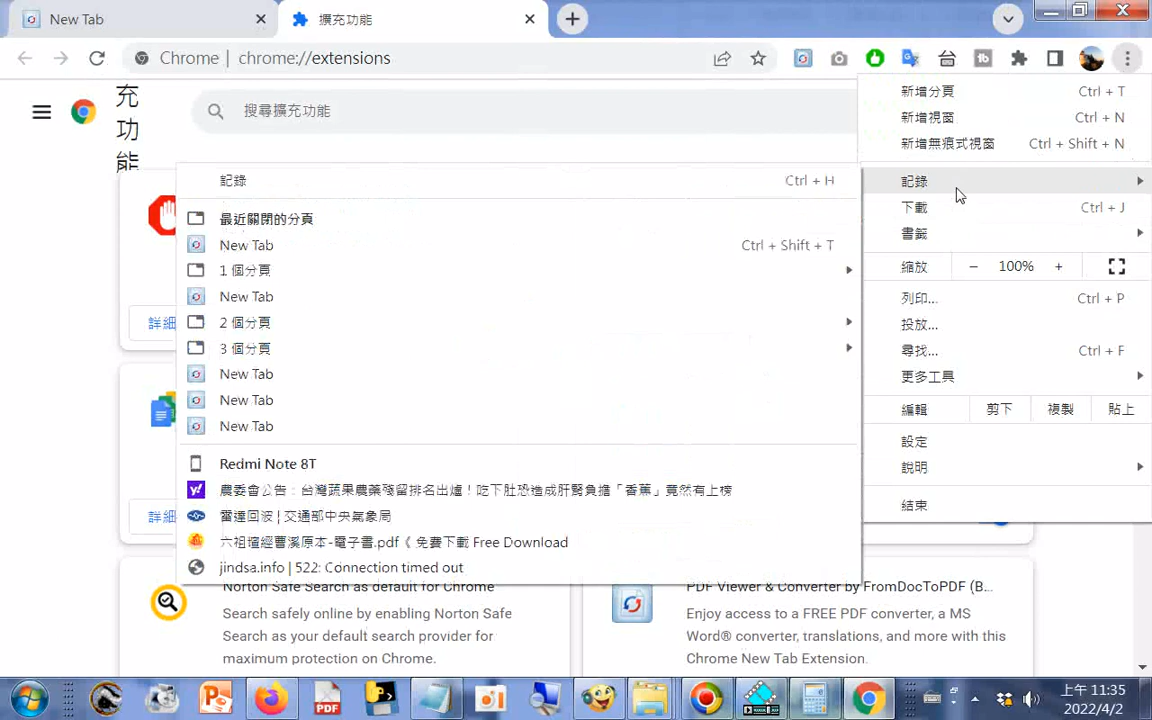 New Tab
擴充功能
Chrome | chrome://extensions
充
功
能
搜尋擴充功能
新增分頁 Ctrl + T
新增視窗 Ctrl + N
新增無痕式視窗 Ctrl + Shift + N
記錄
下載 Ctrl + J
書籤
縮放 − 100% +
列印... Ctrl + P
投放...
尋找... Ctrl + F
更多工具
編輯 剪下 複製 貼上
設定
說明
結束
記錄 Ctrl + H
最近關閉的分頁
New Tab Ctrl + Shift + T
1 個分頁
New Tab
2 個分頁
3 個分頁
New Tab
New Tab
New Tab
Redmi Note 8T
農委會公告：台灣蔬果農藥殘留排名出爐！吃下肚恐造成肝腎負擔「香蕉」竟然有上榜
雷達回波 | 交通部中央氣象局
六祖壇經曹溪原本-電子書.pdf《 免費下載 Free Download
jindsa.info | 522: Connection timed out
詳細
詳細
Norton Safe Search as default for Chrome
Search safely online by enabling Norton Safe
Search as your default search provider for
maximum protection on Chrome.
PDF Viewer & Converter by FromDocToPDF (B...
Enjoy access to a FREE PDF converter, a MS
Word® converter, translations, and more with this
Chrome New Tab Extension.
PDF
上午 11:35
2022/4/2